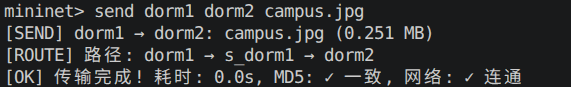 mininet> send dorm1 dorm2 campus.jpg
[SEND] dorm1 → dorm2: campus.jpg (0.251 MB)
[ROUTE] 路径: dorm1 → s_dorm1 → dorm2
[OK] 传输完成! 耗时: 0.0s, MD5: ✓ 一致, 网络: ✓ 连通